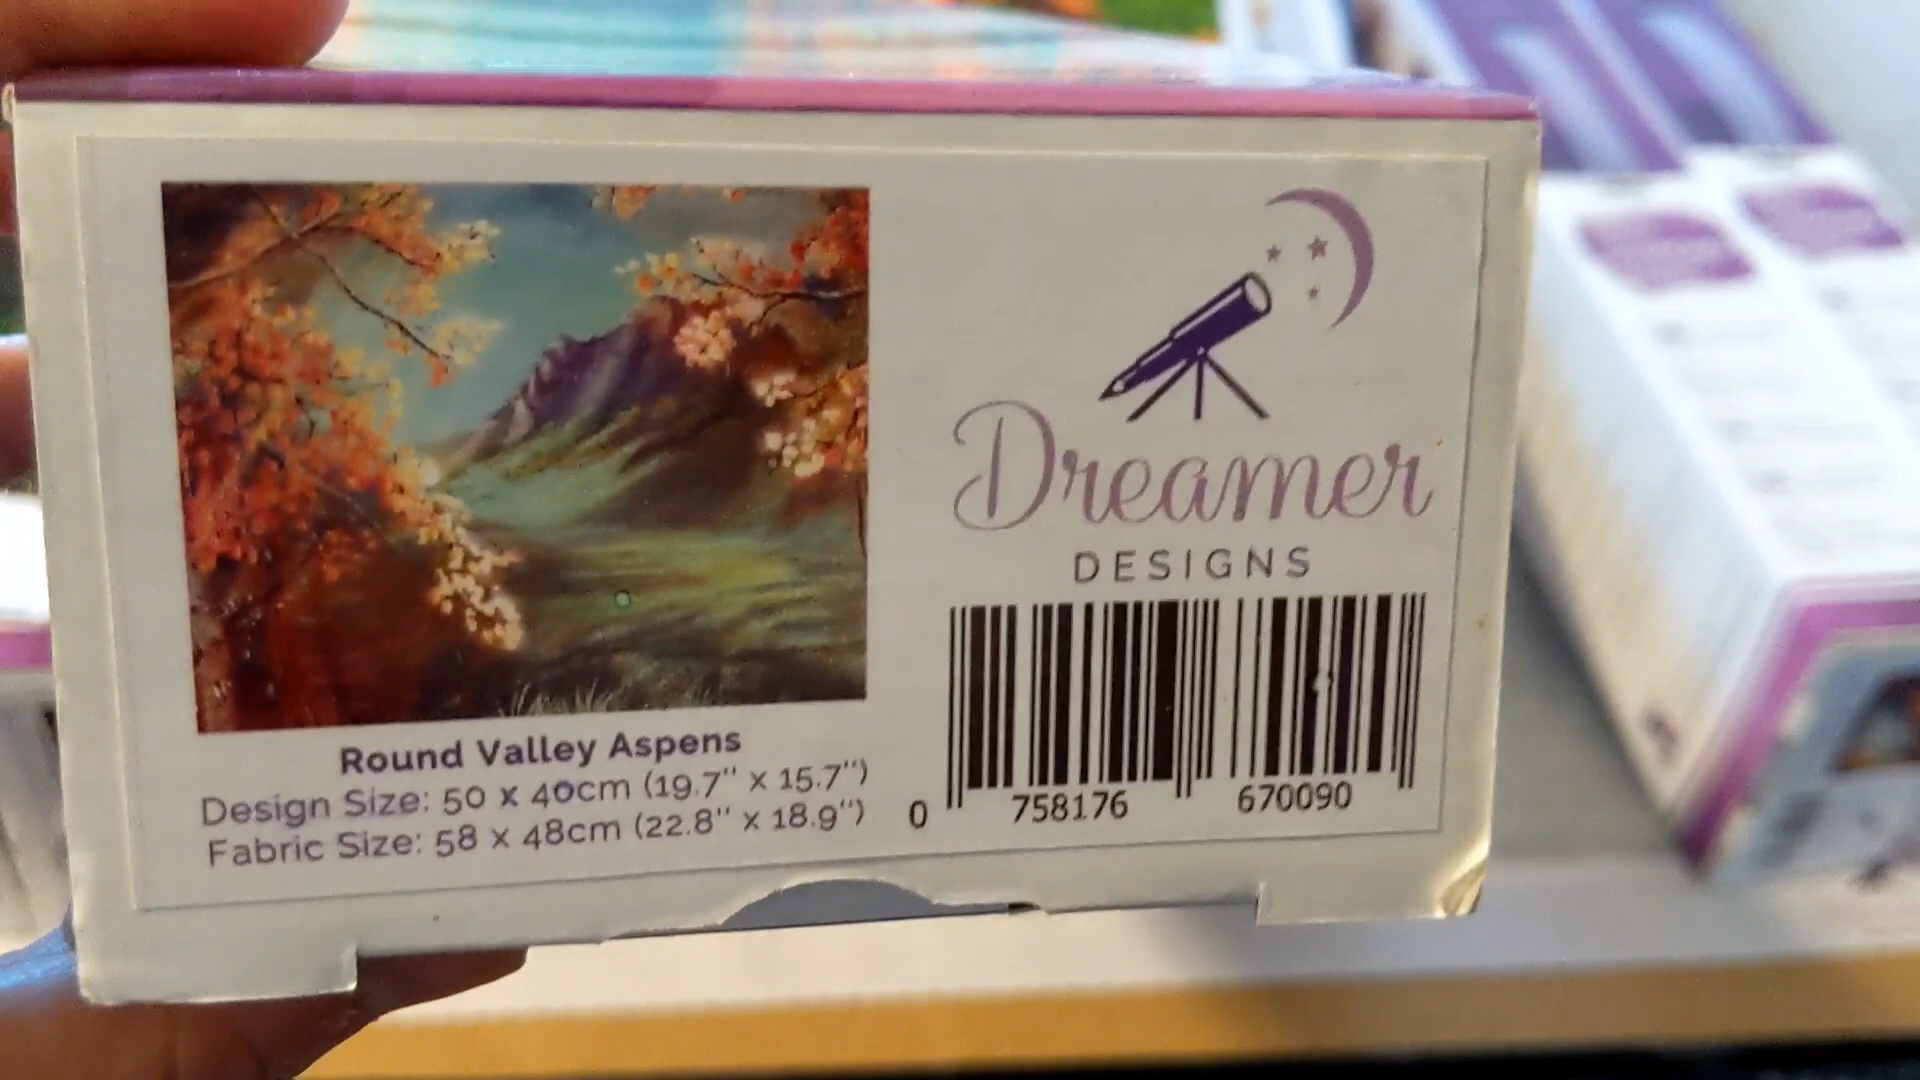 Dreamer
DESIGNS
Round Valley Aspens
Design Size: 50 x 40cm (19.7" x 15.7")
Fabric Size: 58 x 48cm (22.8" x 18.9")
0 758176 670090